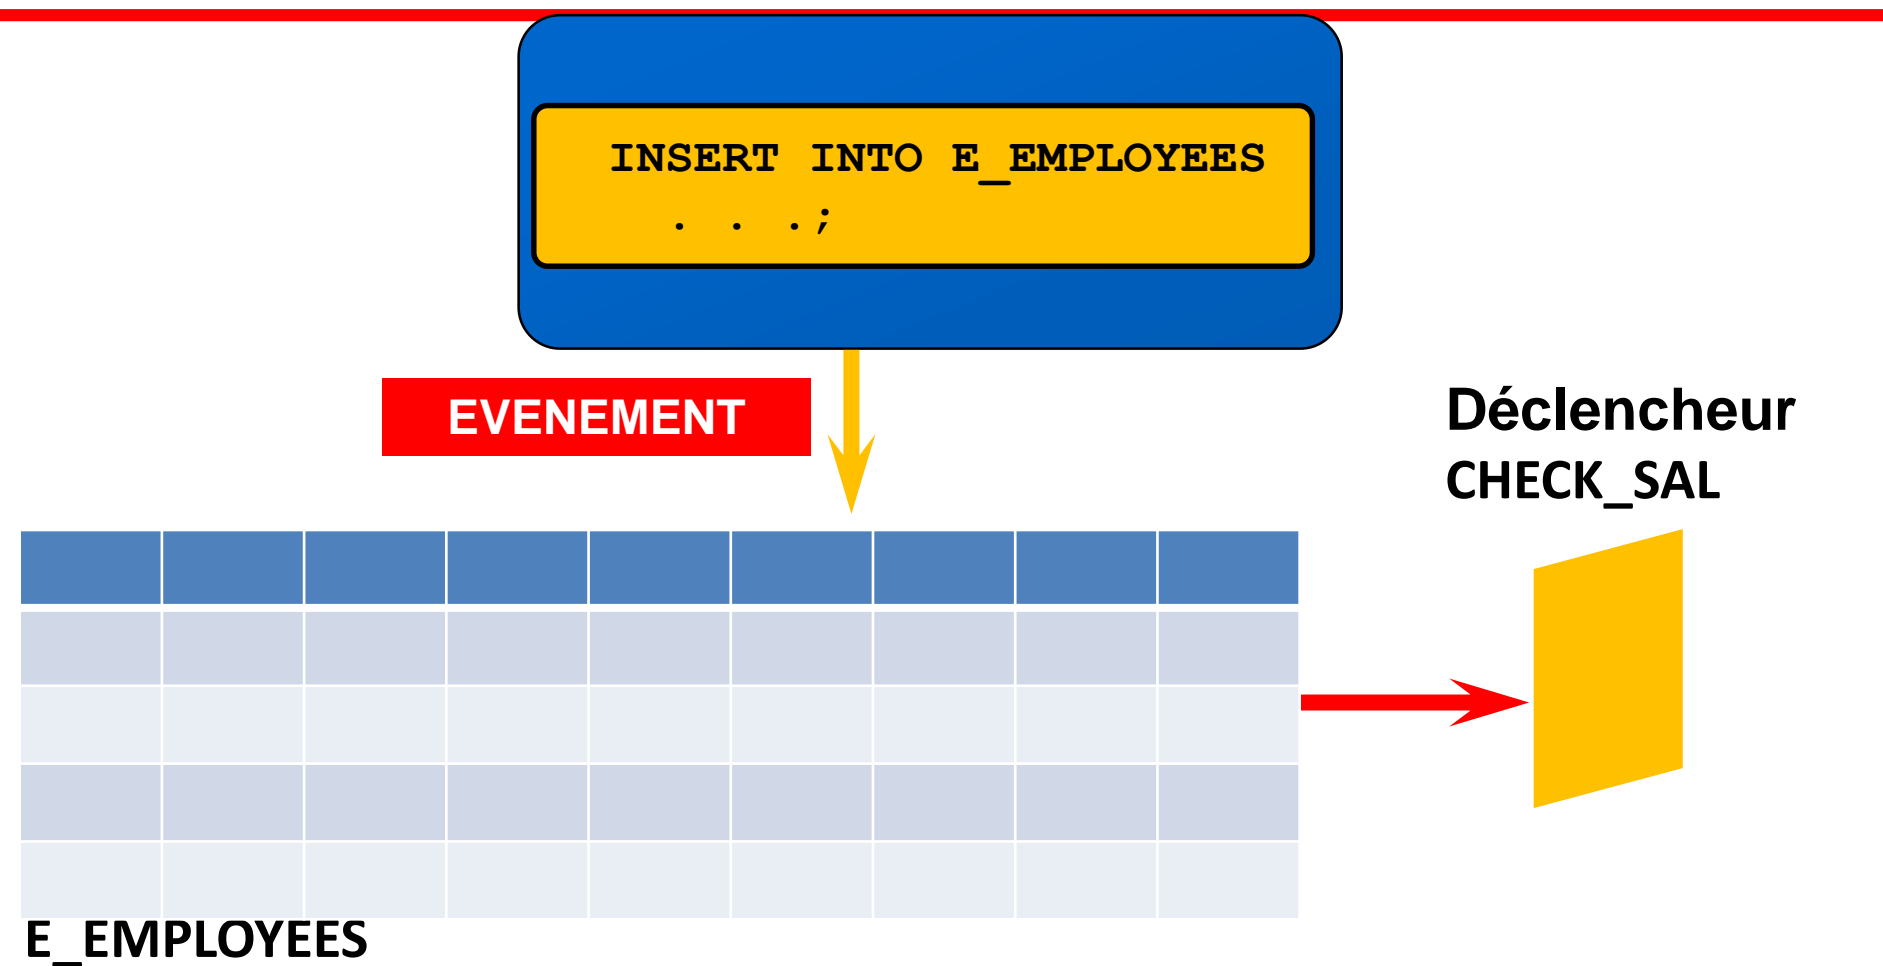 INSERT INTO E_EMPLOYEES
. . .;
EVENEMENT
Déclencheur
CHECK_SAL
E_EMPLOYEES